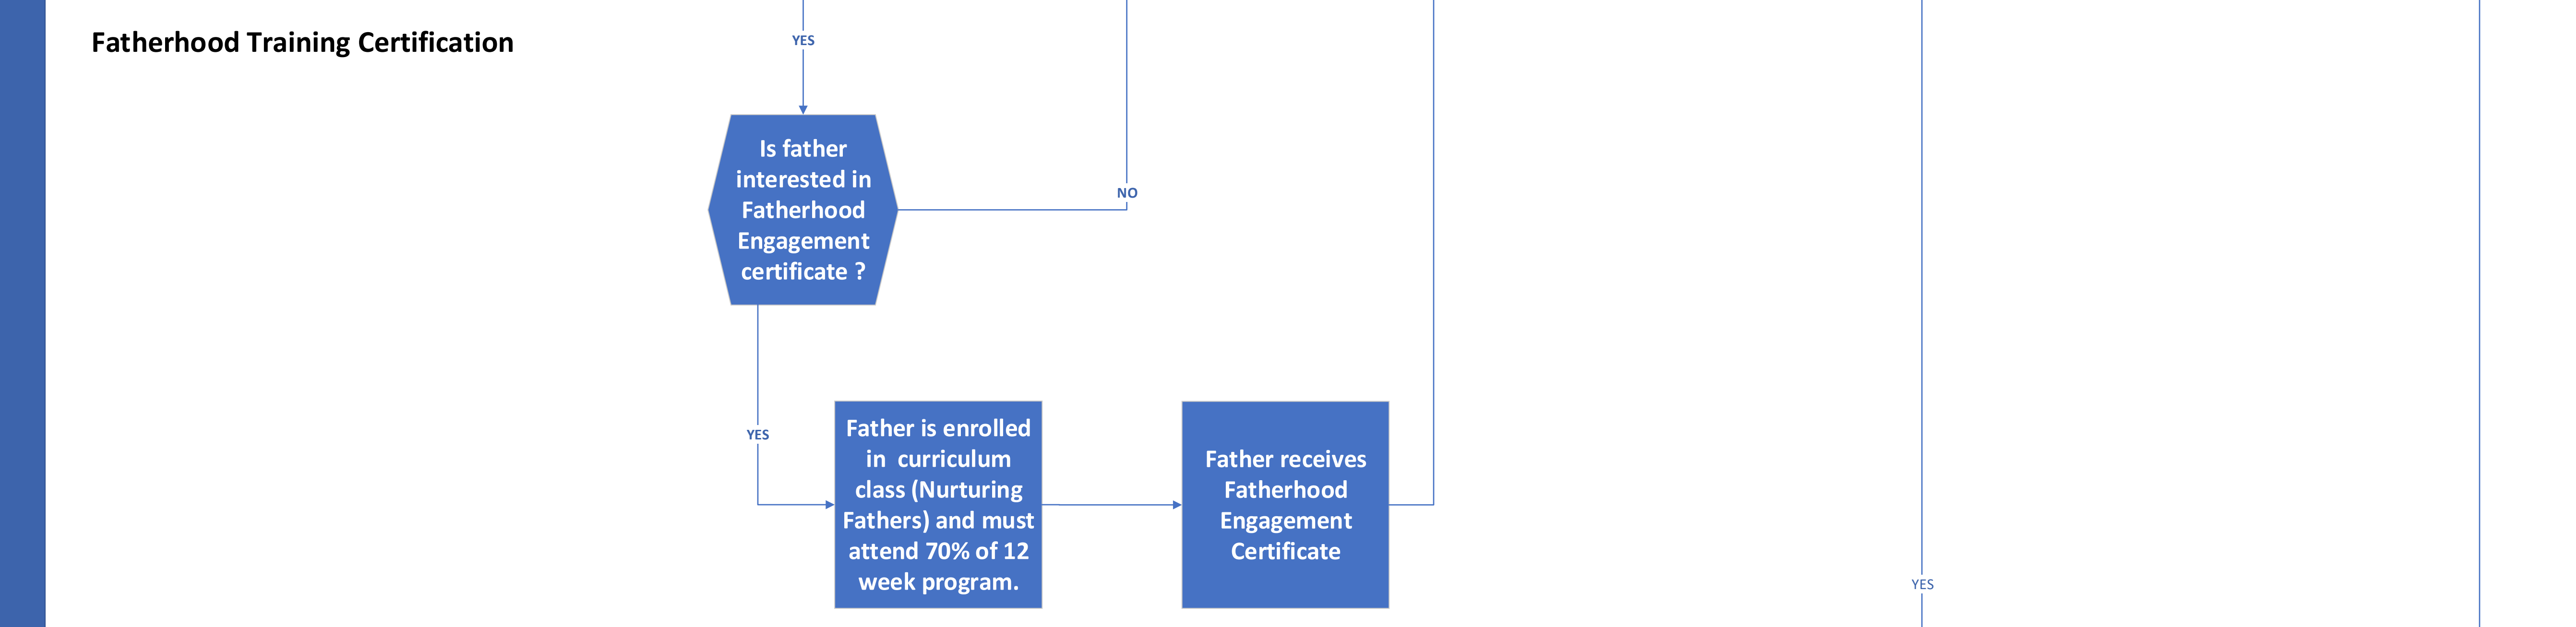 Fatherhood Training Certification
YES
Is father
interested in
Fatherhood
Engagement
certificate ?
NO
YES
Father is enrolled
in  curriculum
class (Nurturing
Fathers) and must
attend 70% of 12
week program.
Father receives
Fatherhood
Engagement
Certificate
YES